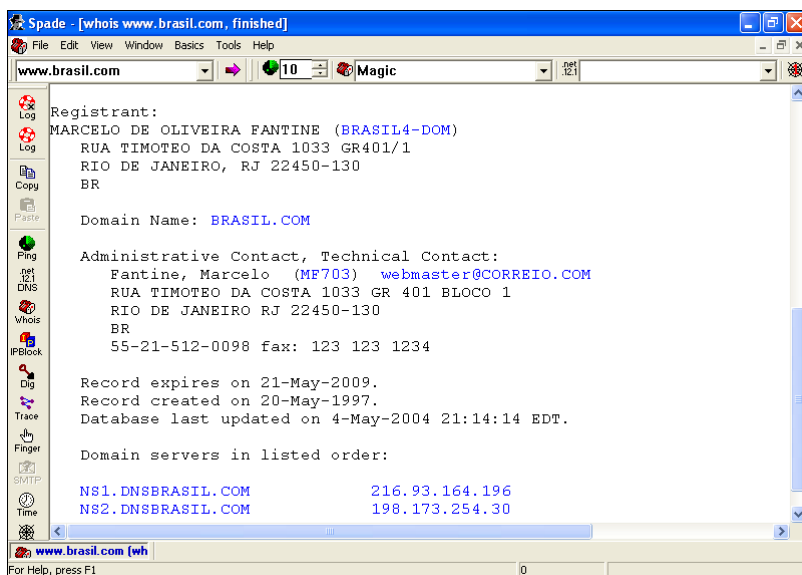 Spade - [whois www.brasil.com, finished]
File Edit View Window Basics Tools Help
www.brasil.com 10 Magic .net .12.1
Log
Log
Copy
Paste
Ping
.net .12.1 DNS
Whois
IPBlock
Dig
Trace
Finger
SMTP
Time
Registrant:
MARCELO DE OLIVEIRA FANTINE (BRASIL4-DOM)
RUA TIMOTEO DA COSTA 1033 GR401/1
RIO DE JANEIRO, RJ 22450-130
BR
Domain Name: BRASIL.COM
Administrative Contact, Technical Contact:
Fantine, Marcelo (MF703) webmaster@CORREIO.COM
RUA TIMOTEO DA COSTA 1033 GR 401 BLOCO 1
RIO DE JANEIRO RJ 22450-130
BR
55-21-512-0098 fax: 123 123 1234
Record expires on 21-May-2009.
Record created on 20-May-1997.
Database last updated on 4-May-2004 21:14:14 EDT.
Domain servers in listed order:
NS1.DNSBRASIL.COM 216.93.164.196
NS2.DNSBRASIL.COM 198.173.254.30
www.brasil.com (wh
For Help, press F1 0